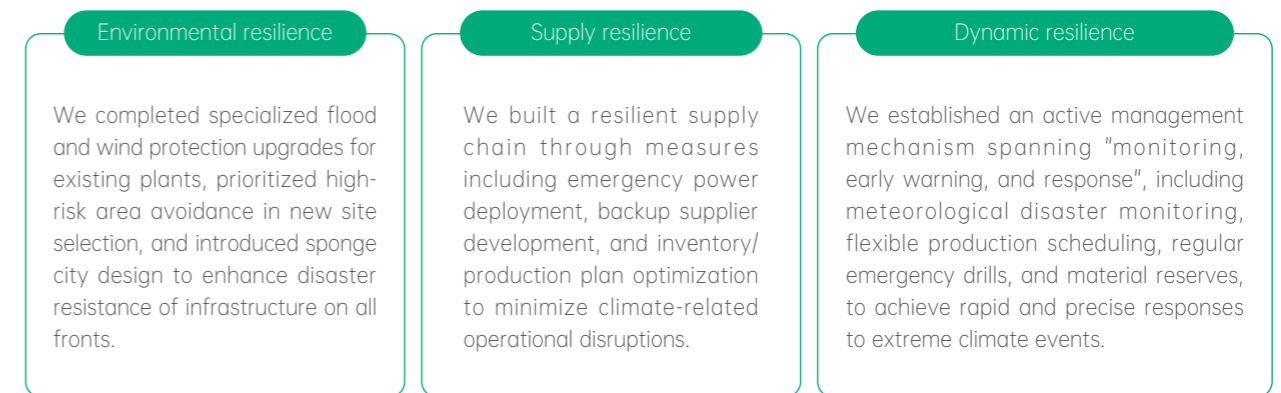 Environmental resilience
We completed specialized flood
and wind protection upgrades for
existing plants, prioritized high-
risk area avoidance in new site
selection, and introduced sponge
city design to enhance disaster
resistance of infrastructure on all
fronts.
Supply resilience
We built a resilient supply
chain through measures
including emergency power
deployment, backup supplier
development, and inventory/
production plan optimization
to minimize climate-related
operational disruptions.
Dynamic resilience
We established an active management
mechanism spanning "monitoring,
early warning, and response", including
meteorological disaster monitoring,
flexible production scheduling, regular
emergency drills, and material reserves,
to achieve rapid and precise responses
to extreme climate events.